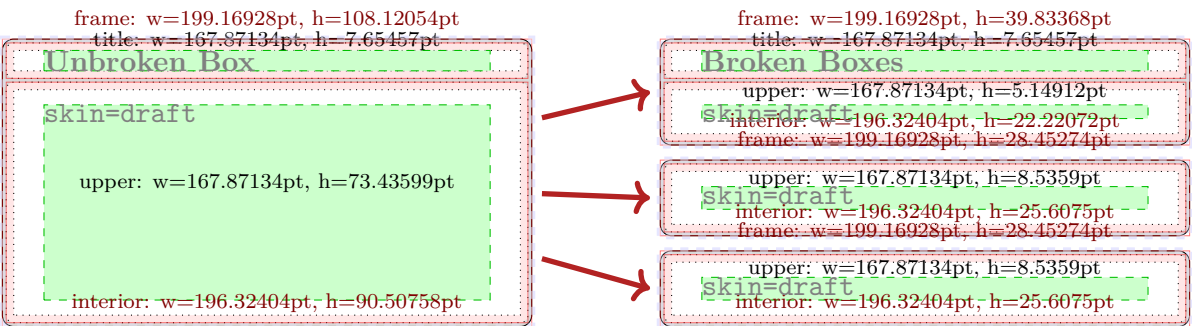 frame: w=199.16928pt, h=108.12054pt
title: w=167.87134pt, h=7.65457pt
Unbroken Box
skin=draft
upper: w=167.87134pt, h=73.43599pt
interior: w=196.32404pt, h=90.50758pt
frame: w=199.16928pt, h=39.83368pt
title: w=167.87134pt, h=7.65457pt
Broken Boxes
upper: w=167.87134pt, h=5.14912pt
skin=draft
interior: w=196.32404pt, h=22.22072pt
frame: w=199.16928pt, h=28.45274pt
upper: w=167.87134pt, h=8.5359pt
skin=draft
interior: w=196.32404pt, h=25.6075pt
frame: w=199.16928pt, h=28.45274pt
upper: w=167.87134pt, h=8.5359pt
skin=draft
interior: w=196.32404pt, h=25.6075pt